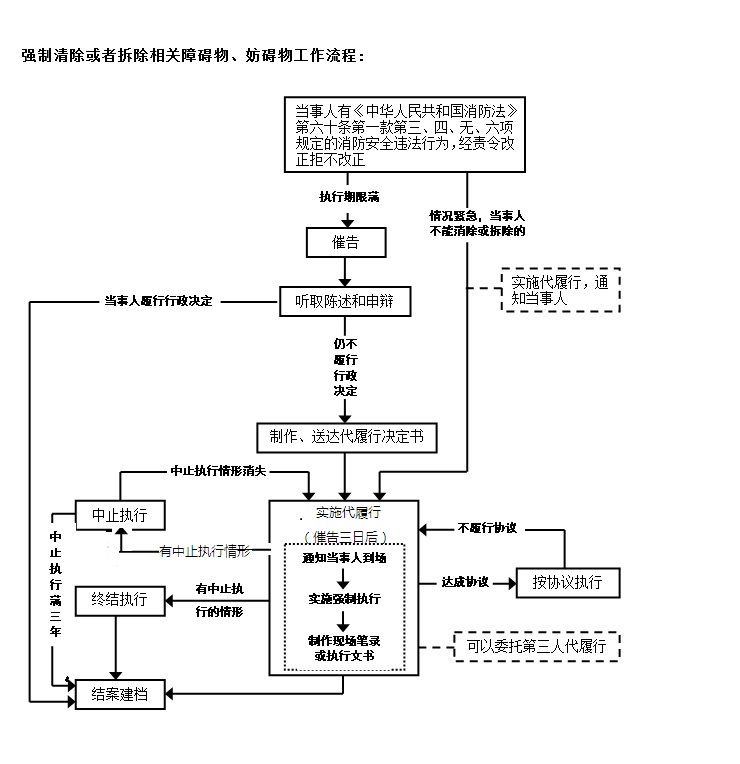 强制清除或者拆除相关障碍物、妨碍物工作流程：
当事人有《中华人民共和国消防法》
第六十条第一款第三、四、无、六项
规定的消防安全违法行为，经责令改
正拒不改正
执行期限满
情况紧急，当事人
不能消除或拆除的
催告
实施代履行，通
知当事人
听取陈述和申辩
当事人履行行政决定
仍不
履行
行政
决定
制作、送达代履行决定书
中止执行情形消失
中止执行
实施代履行
（催告三日后）
有中止执行情形
通知当事人到场
不履行协议
中止执行满三年
实施强制执行
达成协议
按协议执行
终结执行
有中止执
行的情形
制作现场笔录
或执行文书
可以委托第三人代履行
结案建档